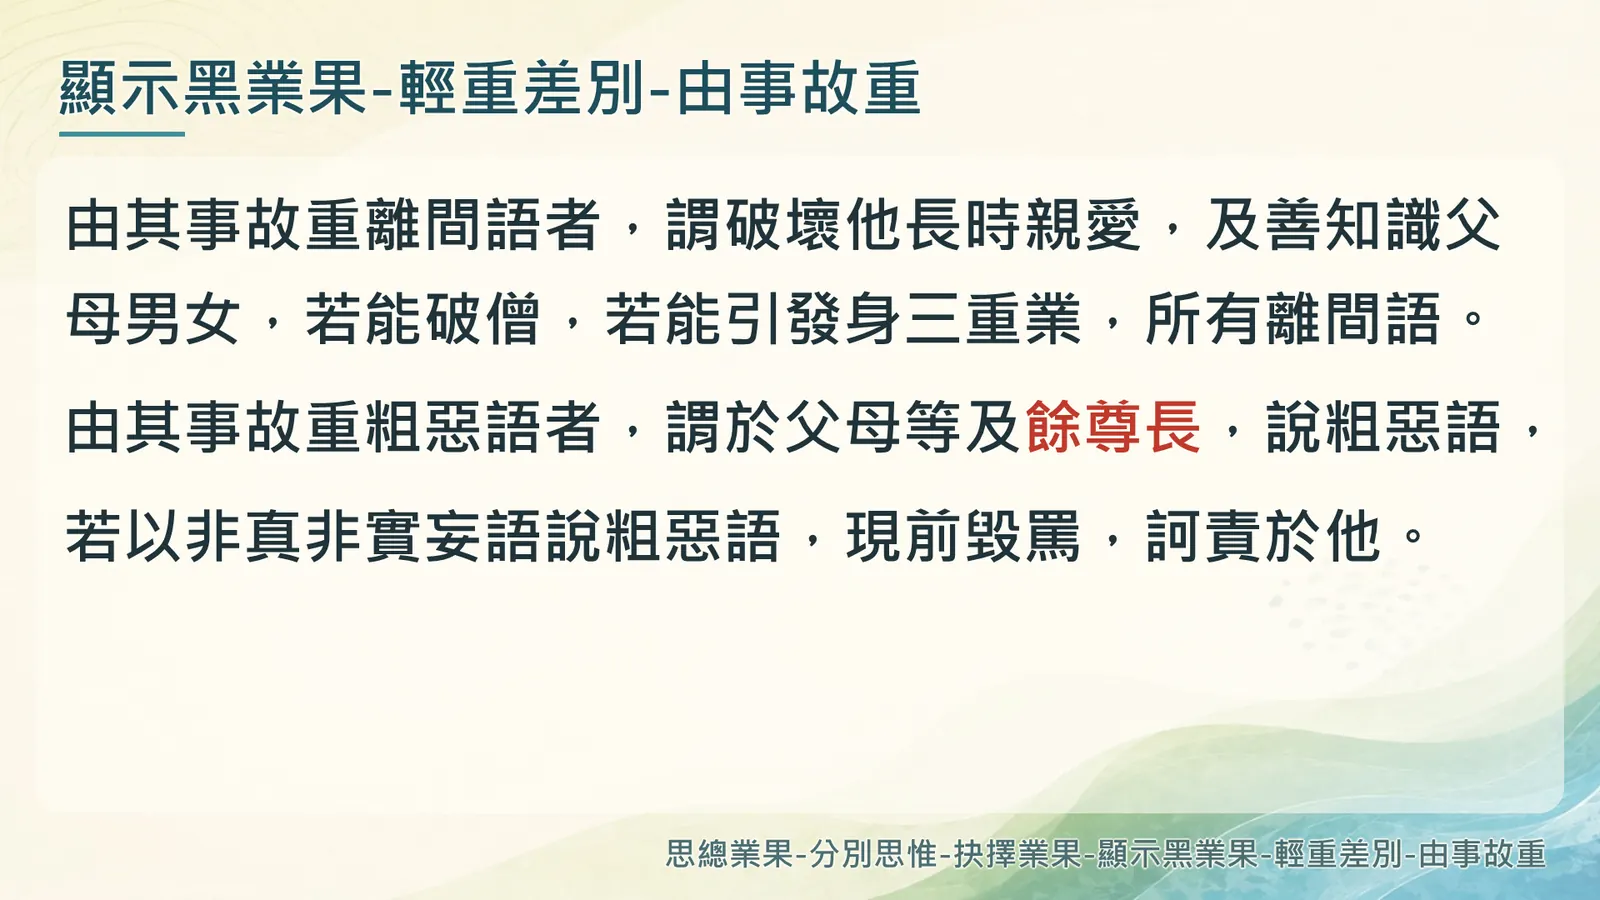 顯示黑業果-輕重差別-由事故重
由其事故重離間語者，謂破壞他長時親愛，及善知識父
母男女，若能破僧，若能引發身三重業，所有離間語。
由其事故重粗惡語者，謂於父母等及餘尊長，說粗惡語，
若以非真非實妄語說粗惡語，現前毀罵，訶責於他。
思總業果-分別思惟-抉擇業果-顯示黑業果-輕重差別-由事故重